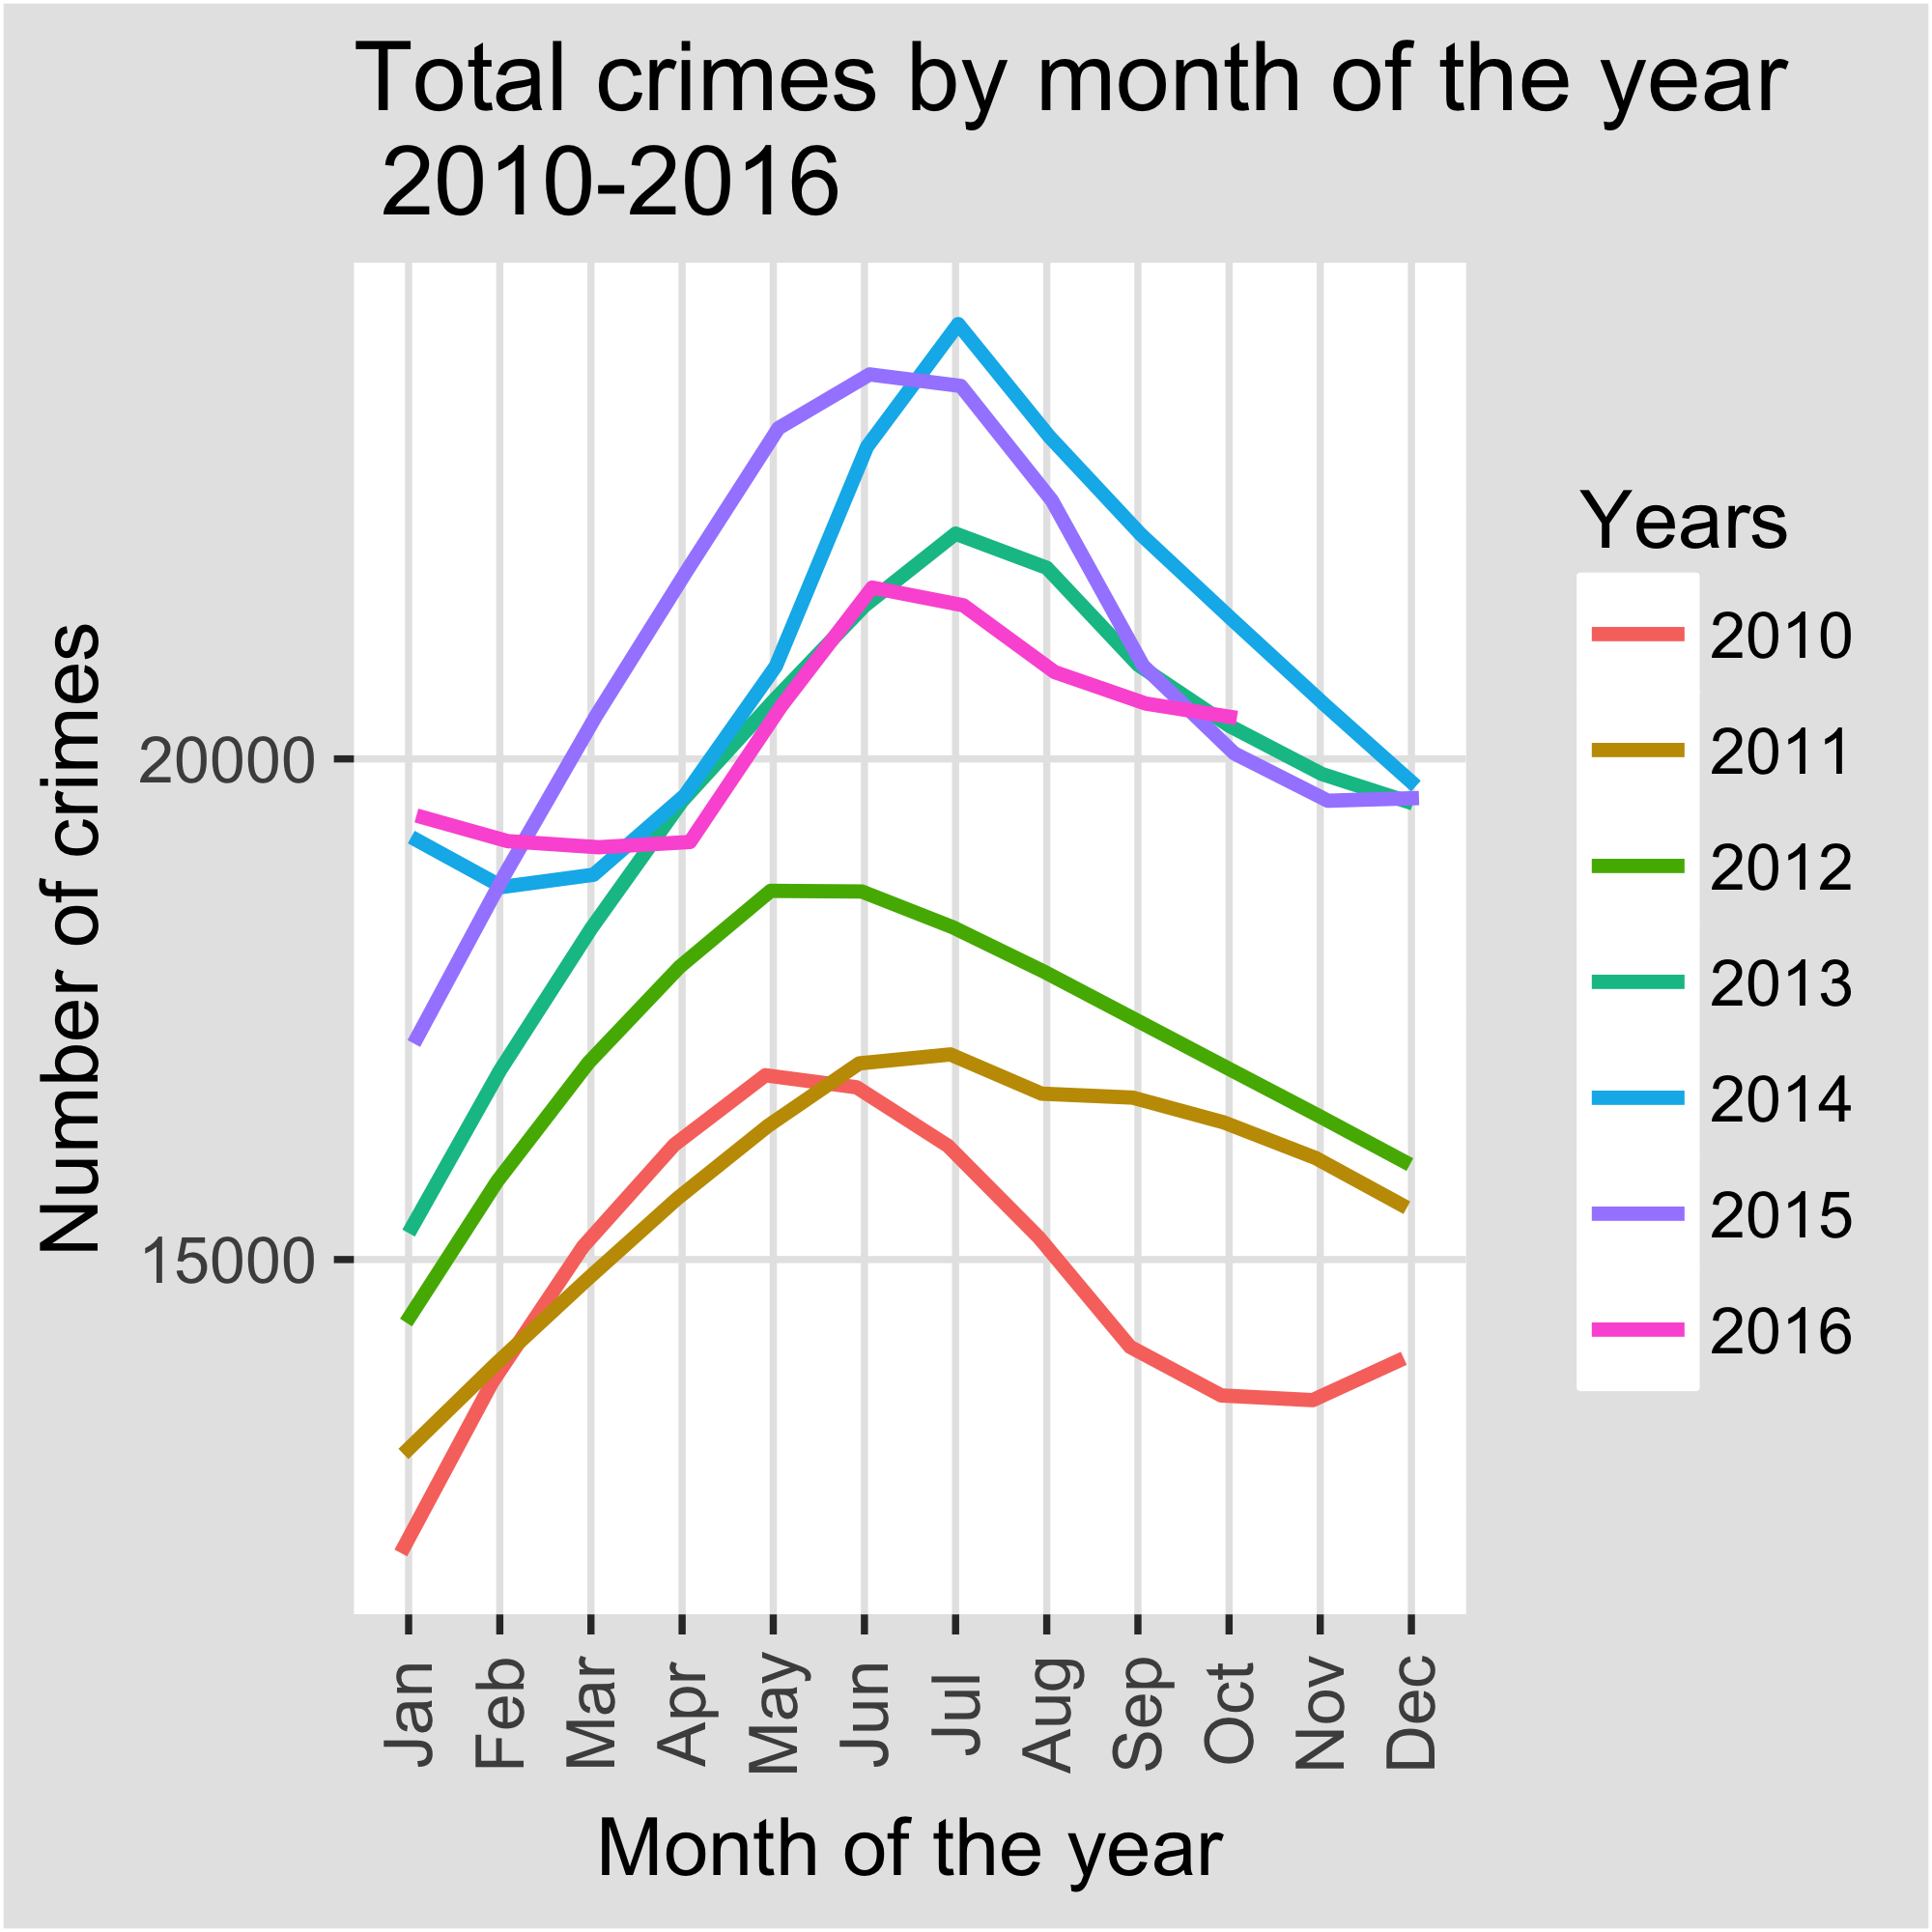 Total crimes by month of the year
2010-2016
Number of crimes
20000
15000
Jan
Feb
Mar
Apr
May
Jun
Jul
Aug
Sep
Oct
Nov
Dec
Month of the year
Years
2010
2011
2012
2013
2014
2015
2016